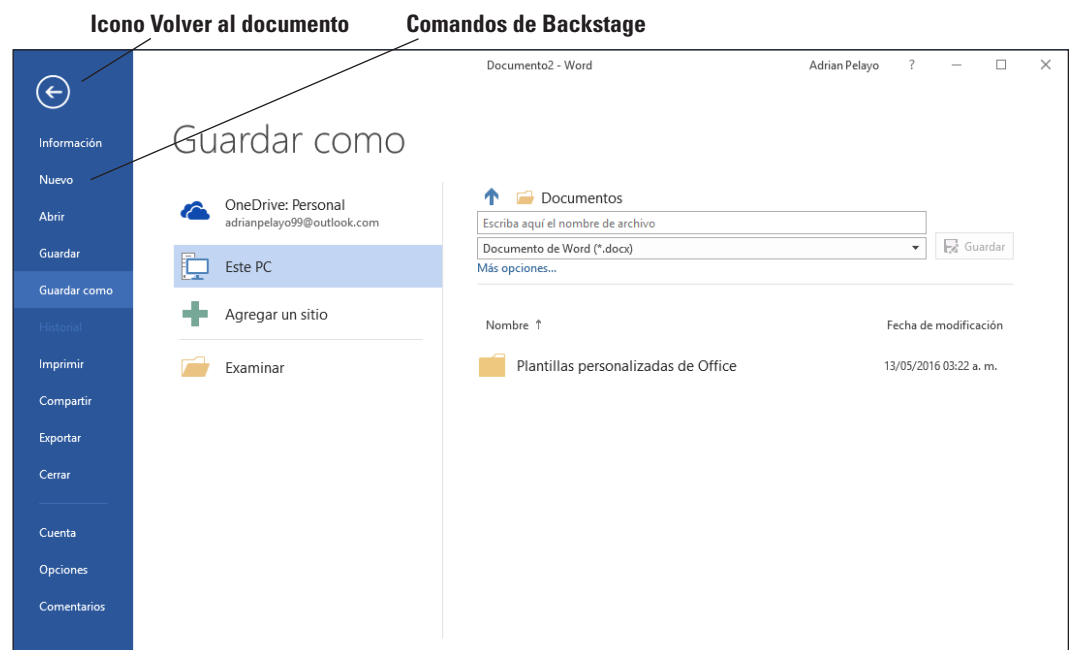 Icono Volver al documento
Comandos de Backstage
Documento2 - Word
Adrian Pelayo
?
Información
Nuevo
Abrir
Guardar
Guardar como
Historial
Imprimir
Compartir
Exportar
Cerrar
Cuenta
Opciones
Comentarios
Guardar como
OneDrive: Personal
adrianpelayo99@outlook.com
Este PC
Agregar un sitio
Examinar
Documentos
Escriba aquí el nombre de archivo
Documento de Word (*.docx)
Guardar
Más opciones...
Nombre ↑
Fecha de modificación
Plantillas personalizadas de Office
13/05/2016 03:22 a. m.